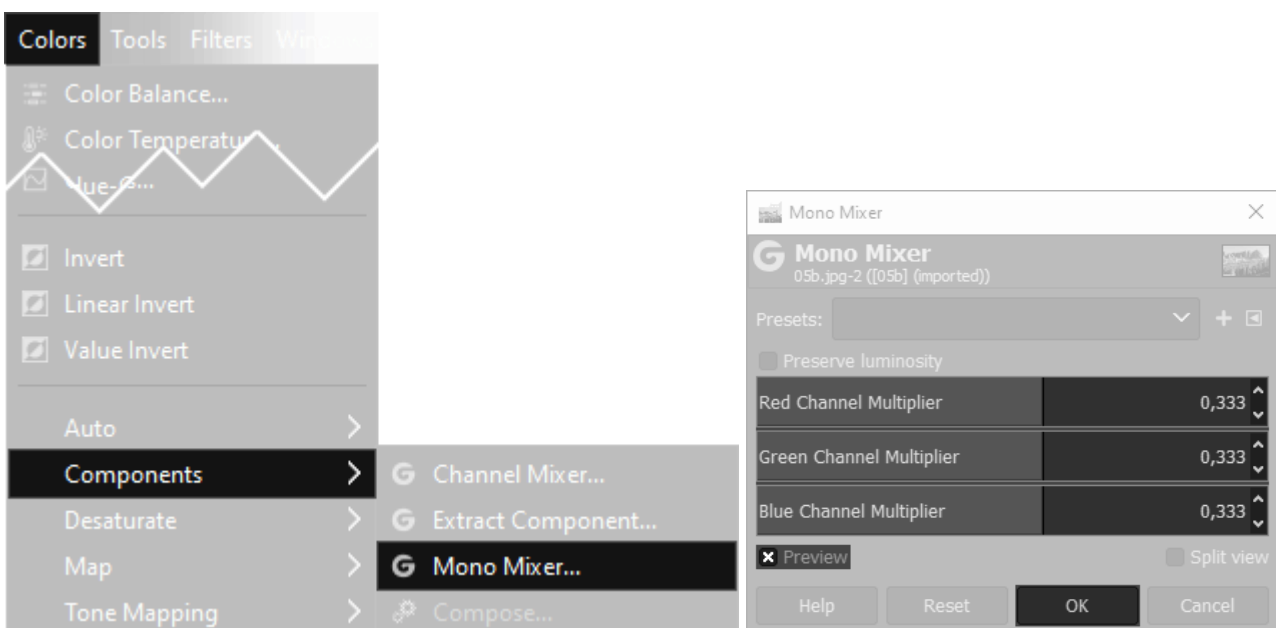 Colors Tools Filters
Color Balance...
Color Temperatu
Hue-
Invert
Linear Invert
Value Invert
Auto
Components
Desaturate
Map
Tone Mapping
Channel Mixer...
Extract Component...
Mono Mixer...
Compose...
Mono Mixer
Mono Mixer
05b.jpg-2 ([05b] (imported))
Presets:
Preserve luminosity
Red Channel Multiplier 0,333
Green Channel Multiplier 0,333
Blue Channel Multiplier 0,333
Preview Split view
Help Reset OK Cancel